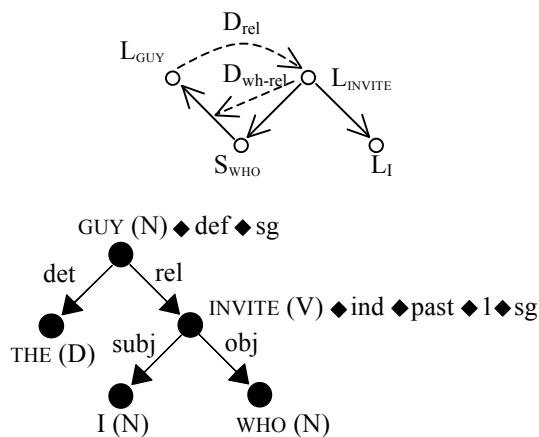 D_rel
L_GUY
D_wh-rel
L_INVITE
S_WHO
L_I
GUY (N) ◆ def ◆ sg
det
rel
INVITE (V) ◆ ind ◆ past ◆ 1 ◆ sg
THE (D)
subj
obj
I (N)
WHO (N)